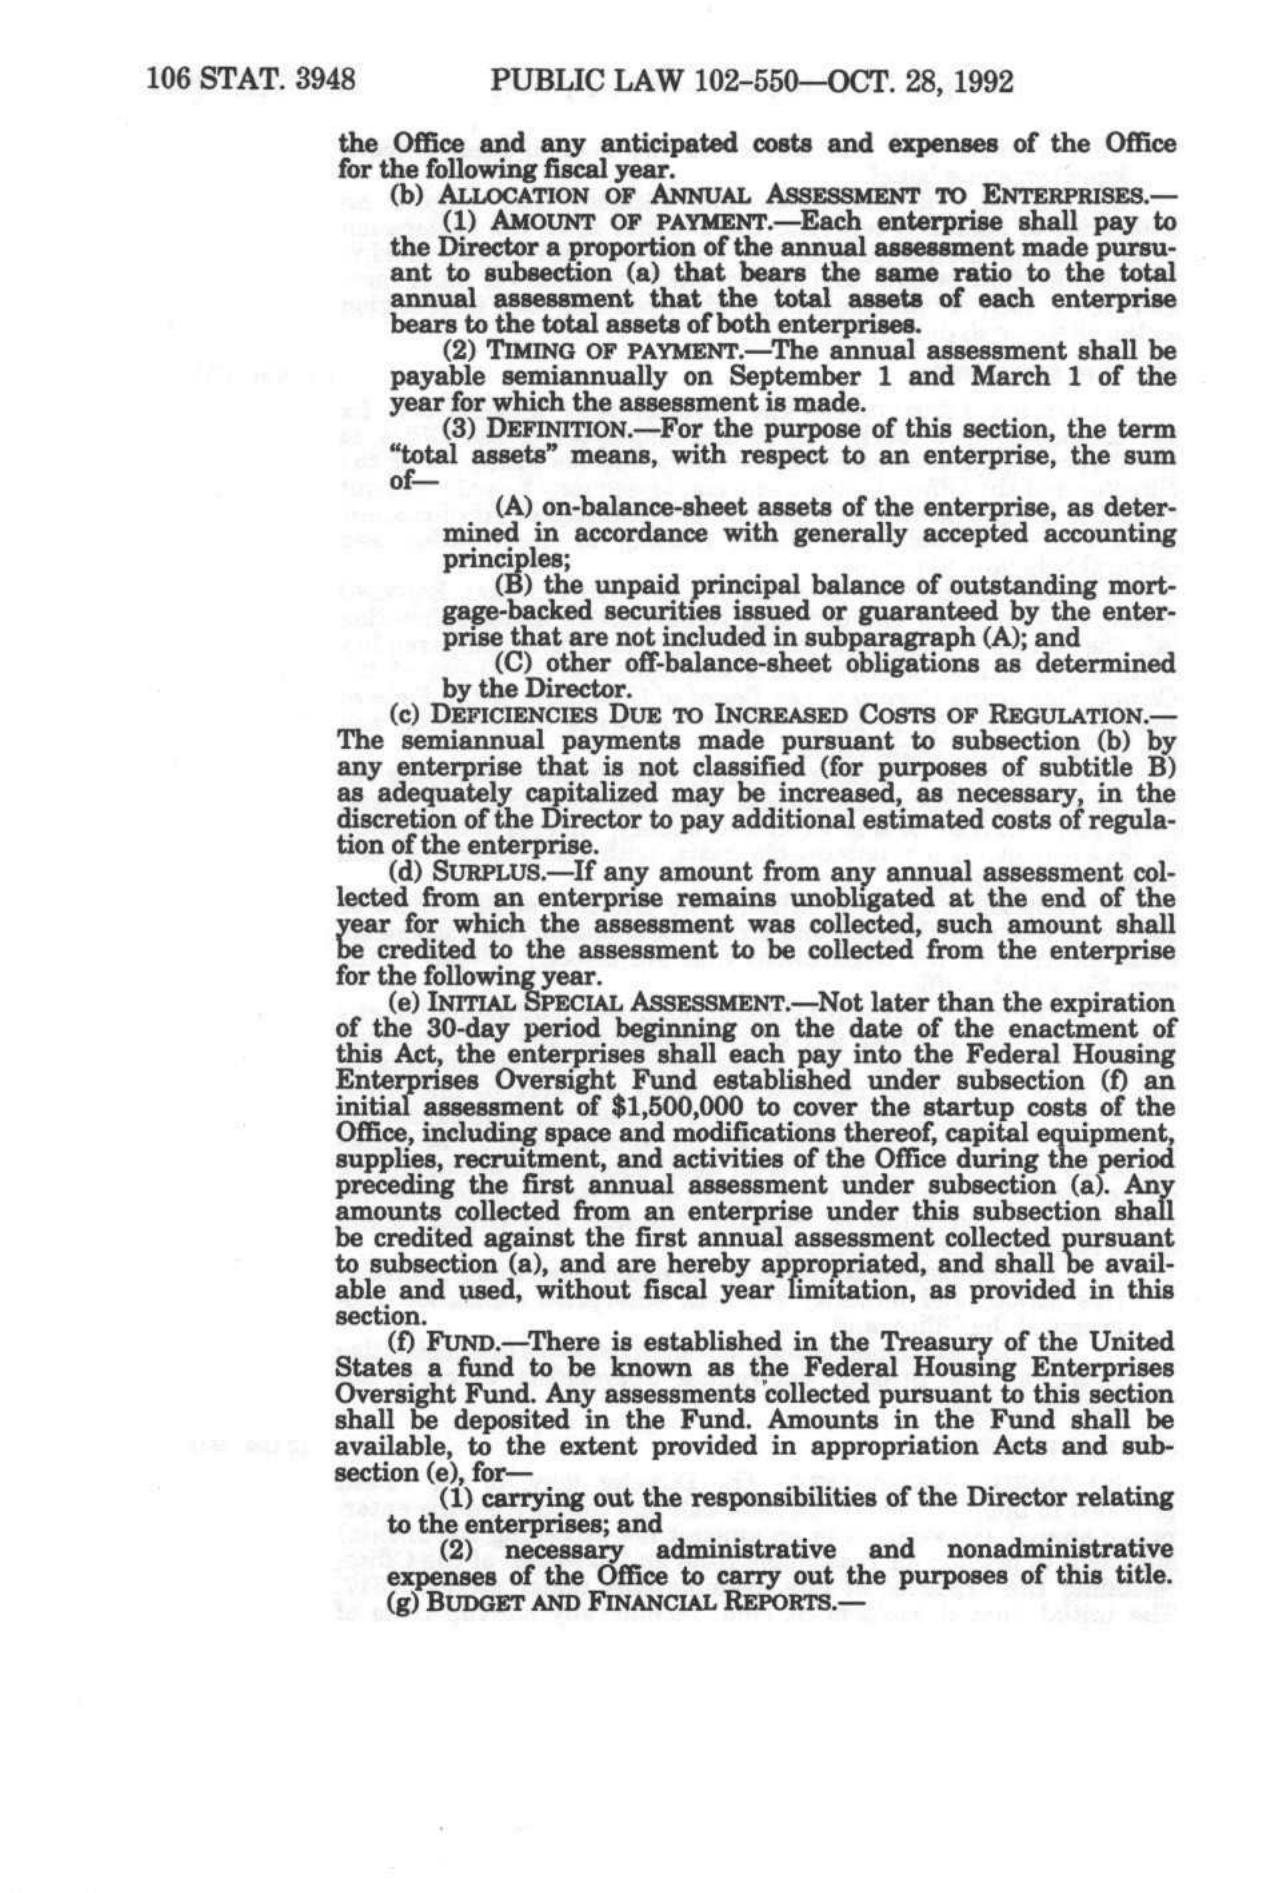 106 STAT. 3948 PUBLIC LAW 102–550—OCT. 28, 1992
the Office and any anticipated costs and expenses of the Office
for the following fiscal year.
(b) ALLOCATION OF ANNUAL ASSESSMENT TO ENTERPRISES.—
(1) AMOUNT OF PAYMENT.—Each enterprise shall pay to
the Director a proportion of the annual assessment made pursu-
ant to subsection (a) that bears the same ratio to the total
annual assessment that the total assets of each enterprise
bears to the total assets of both enterprises.
(2) TIMING OF PAYMENT.—The annual assessment shall be
payable semiannually on September 1 and March 1 of the
year for which the assessment is made.
(3) DEFINITION.—For the purpose of this section, the term
“total assets” means, with respect to an enterprise, the sum
of—
(A) on-balance-sheet assets of the enterprise, as deter-
mined in accordance with generally accepted accounting
principles;
(B) the unpaid principal balance of outstanding mort-
gage-backed securities issued or guaranteed by the enter-
prise that are not included in subparagraph (A); and
(C) other off-balance-sheet obligations as determined
by the Director.
(c) DEFICIENCIES DUE TO INCREASED COSTS OF REGULATION.—
The semiannual payments made pursuant to subsection (b) by
any enterprise that is not classified (for purposes of subtitle B)
as adequately capitalized may be increased, as necessary, in the
discretion of the Director to pay additional estimated costs of regula-
tion of the enterprise.
(d) SURPLUS.—If any amount from any annual assessment col-
lected from an enterprise remains unobligated at the end of the
year for which the assessment was collected, such amount shall
be credited to the assessment to be collected from the enterprise
for the following year.
(e) INITIAL SPECIAL ASSESSMENT.—Not later than the expiration
of the 30-day period beginning on the date of the enactment of
this Act, the enterprises shall each pay into the Federal Housing
Enterprises Oversight Fund established under subsection (f) an
initial assessment of $1,500,000 to cover the startup costs of the
Office, including space and modifications thereof, capital equipment,
supplies, recruitment, and activities of the Office during the period
preceding the first annual assessment under subsection (a). Any
amounts collected from an enterprise under this subsection shall
be credited against the first annual assessment collected pursuant
to subsection (a), and are hereby appropriated, and shall be avail-
able and used, without fiscal year limitation, as provided in this
section.
(f) FUND.—There is established in the Treasury of the United
States a fund to be known as the Federal Housing Enterprises
Oversight Fund. Any assessments collected pursuant to this section
shall be deposited in the Fund. Amounts in the Fund shall be
available, to the extent provided in appropriation Acts and sub-
section (e), for—
(1) carrying out the responsibilities of the Director relating
to the enterprises; and
(2) necessary administrative and nonadministrative
expenses of the Office to carry out the purposes of this title.
(g) BUDGET AND FINANCIAL REPORTS.—